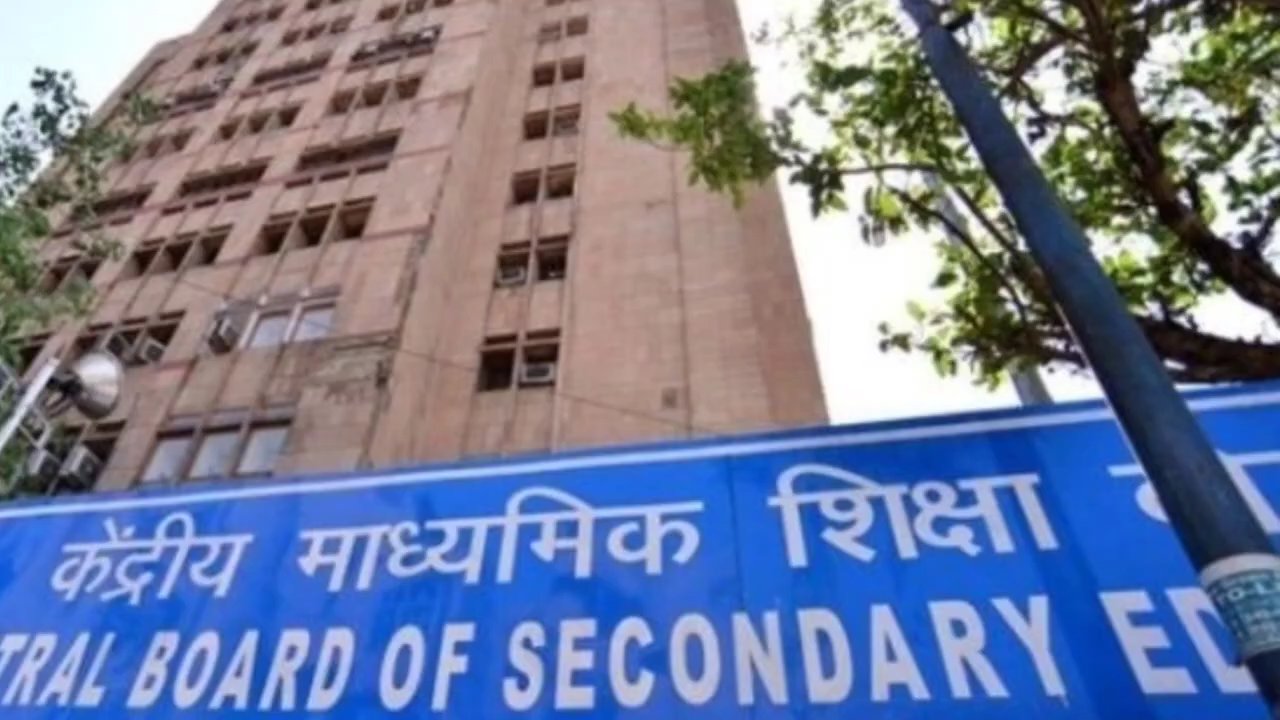 केंद्रीय माध्यमिक शिक्षा
TRAL BOARD OF SECONDARY ED